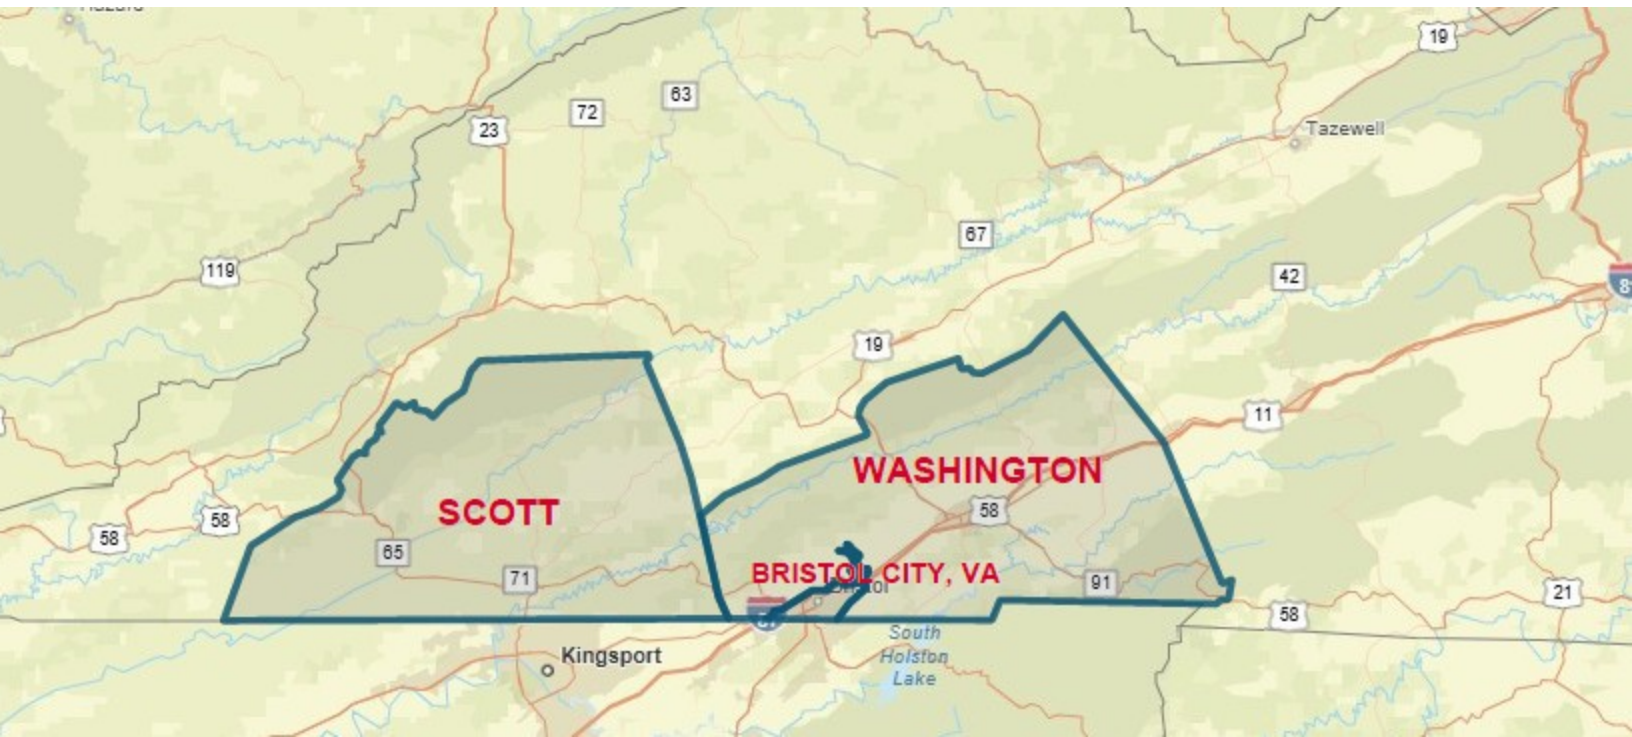 19
63
72
23
Tazewell
67
119
42
19
11
WASHINGTON
SCOTT
58
58
58
65
71
BRISTOL CITY, VA
91
21
58
South
Holston
Lake
Kingsport